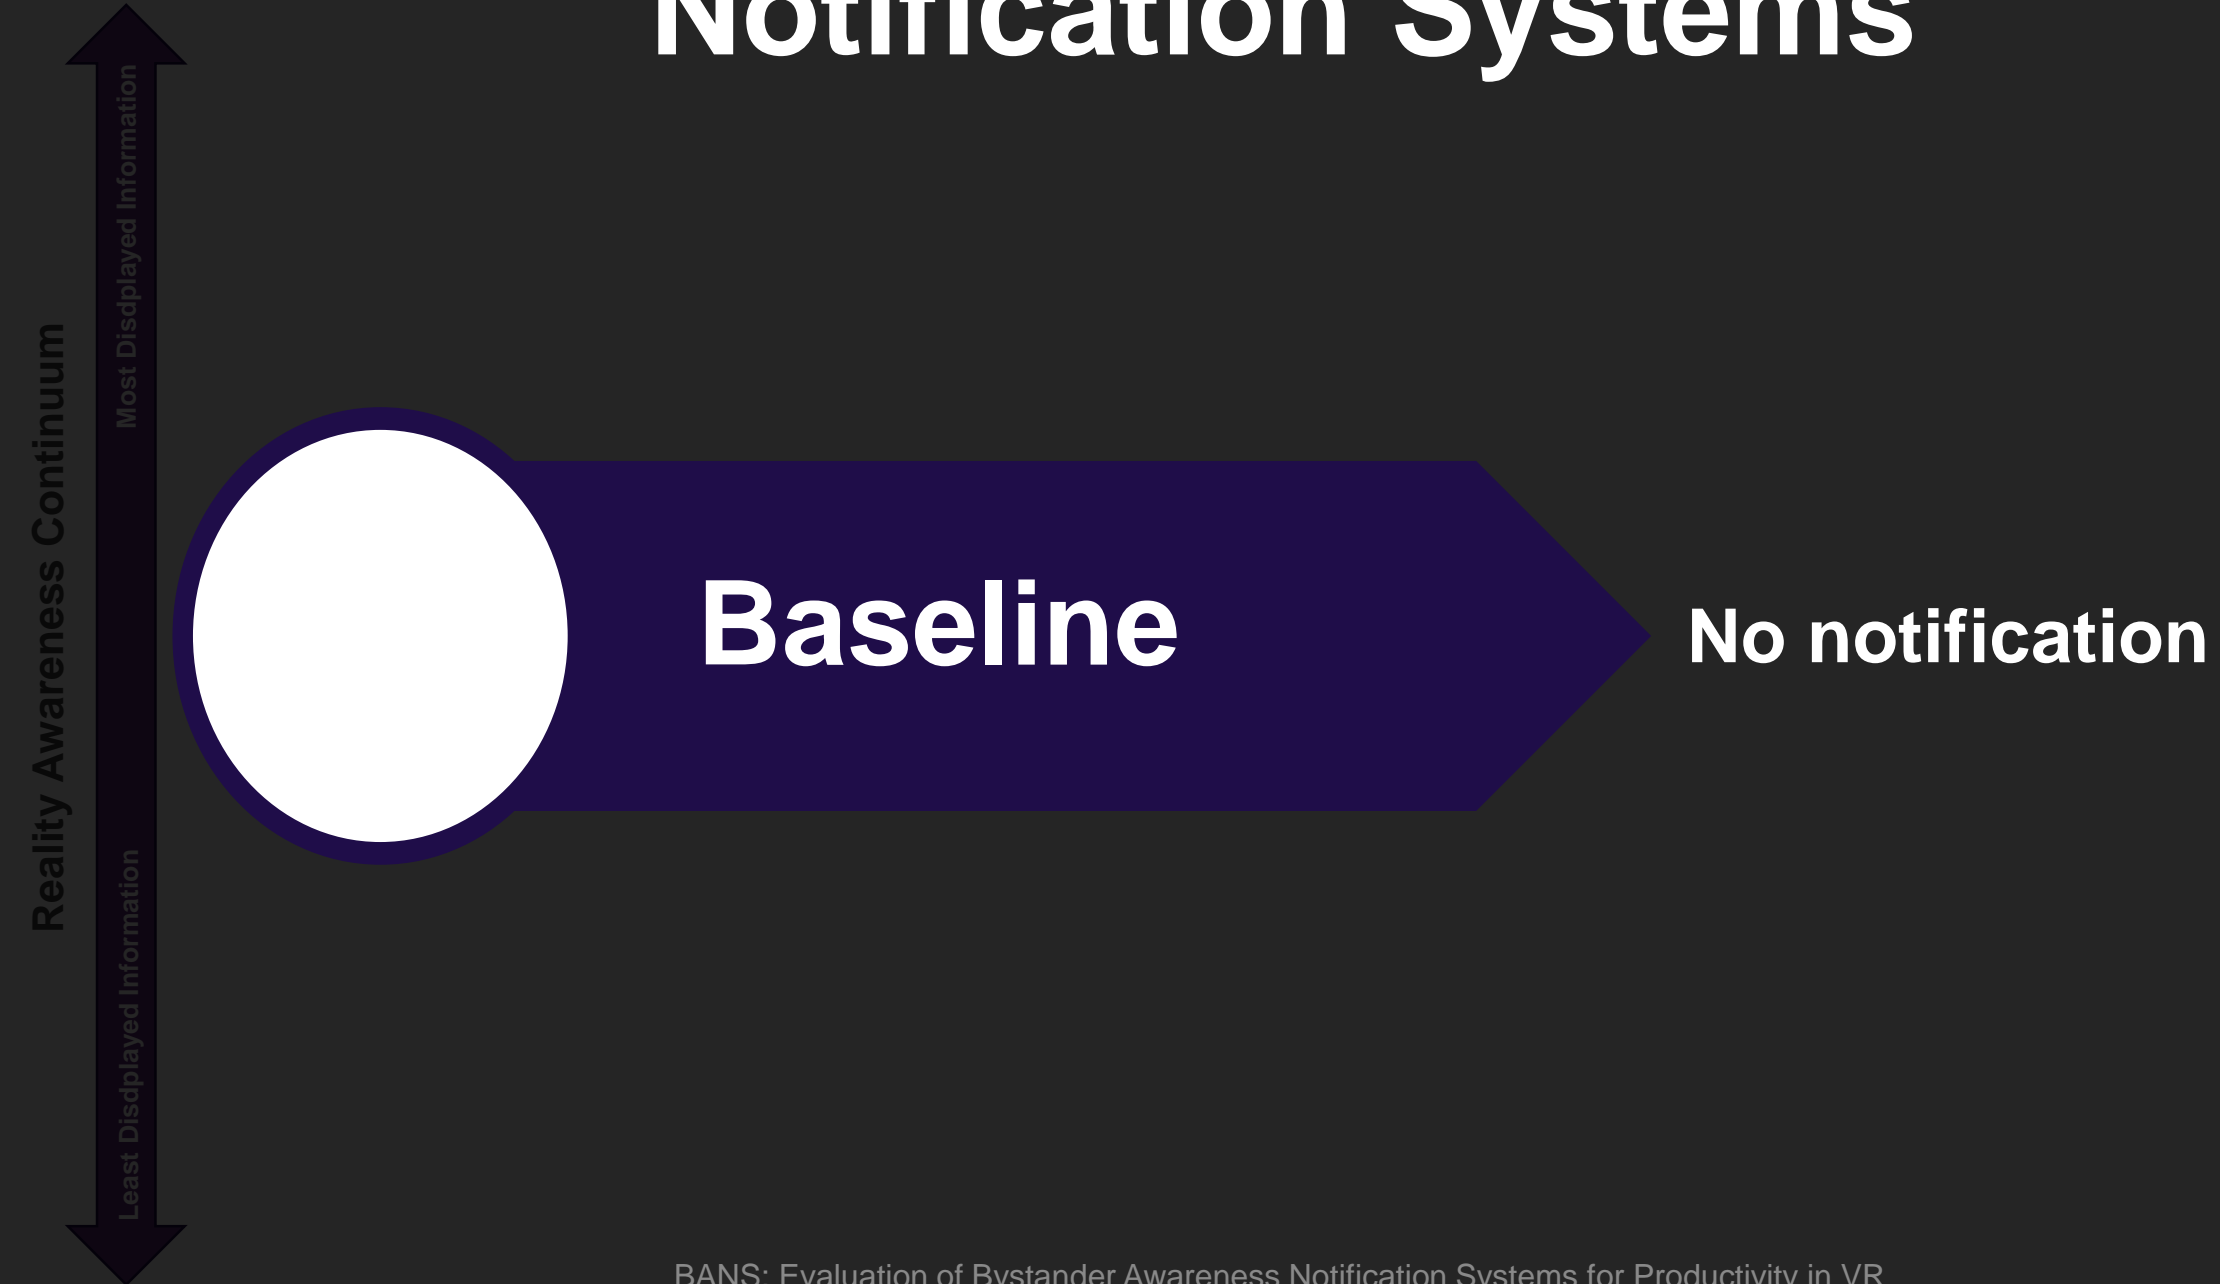 Notification Systems
Most Disdplayed Information
Reality Awareness Continuum
Baseline
No notification
Least Disdplayed Information
BANS: Evaluation of Bystander Awareness Notification Systems for Productivity in VR